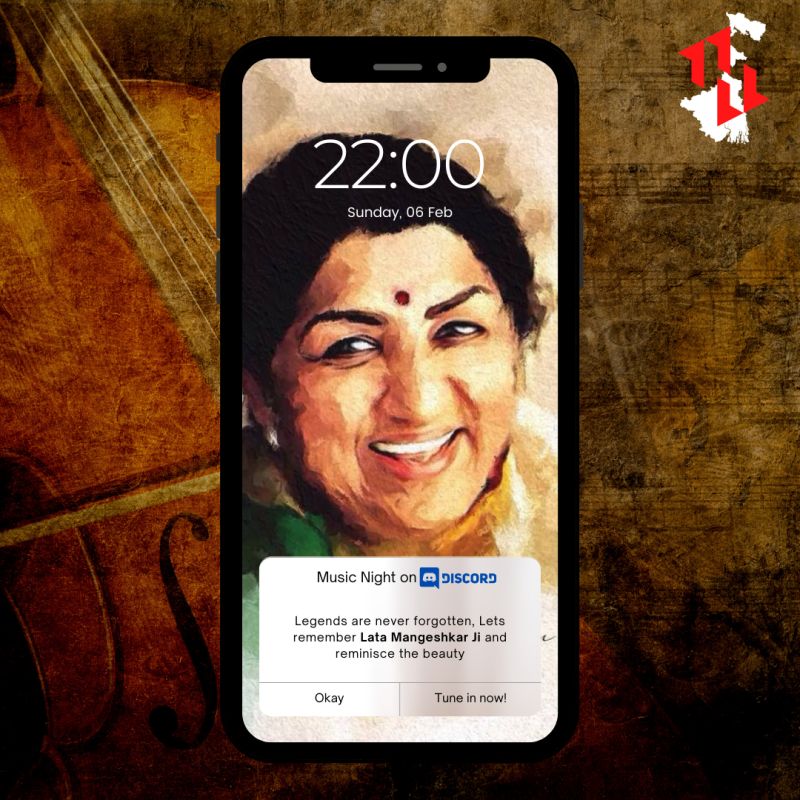 22:00
Sunday, 06 Feb
Music Night on DISCORD
Legends are never forgotten, Lets
remember Lata Mangeshkar Ji and
reminisce the beauty
Okay
Tune in now!